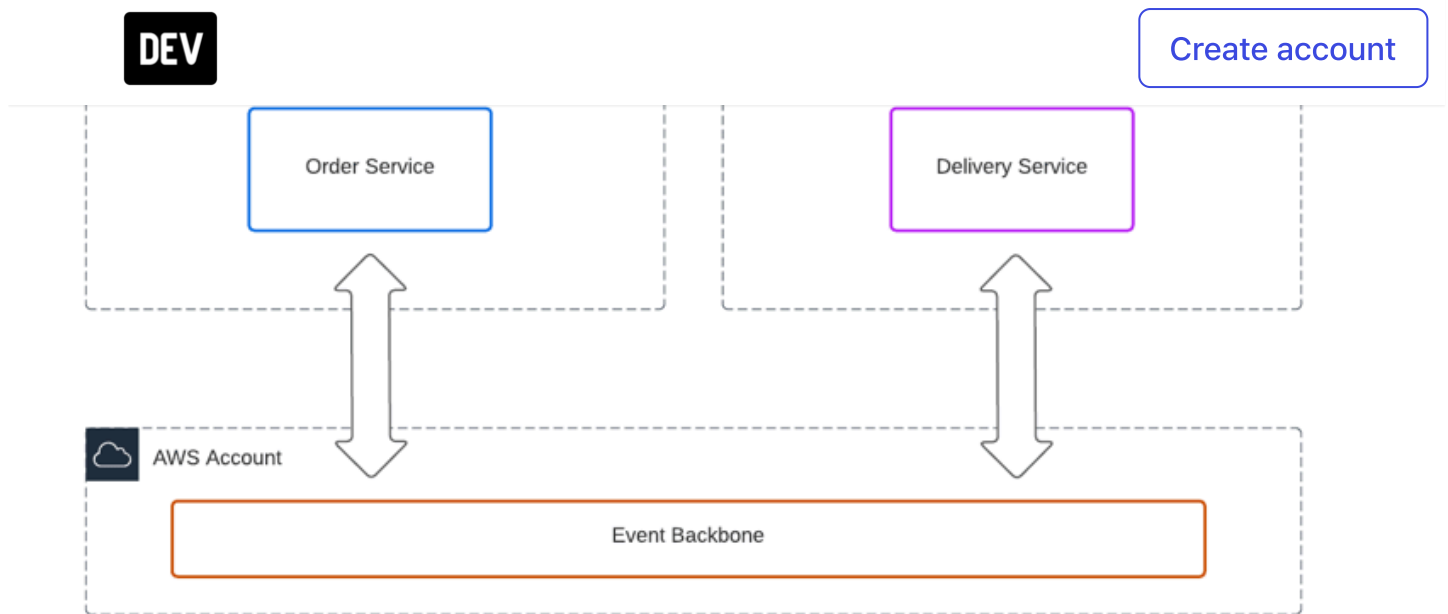 DEV
Create account
Order Service
Delivery Service
AWS Account
Event Backbone